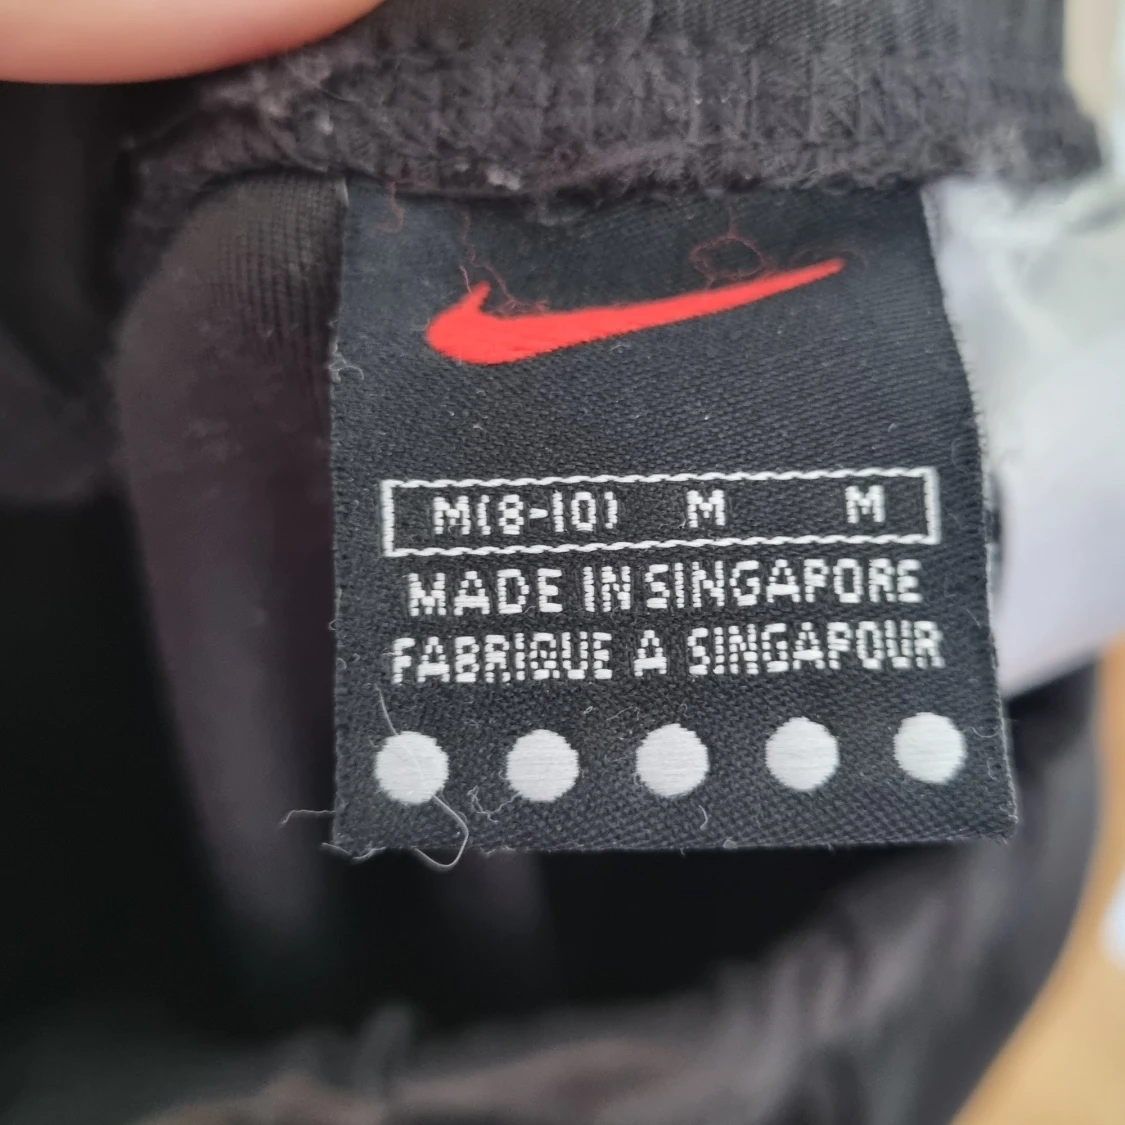 M(8-10) M M
MADE IN SINGAPORE
FABRIQUE A SINGAPOUR